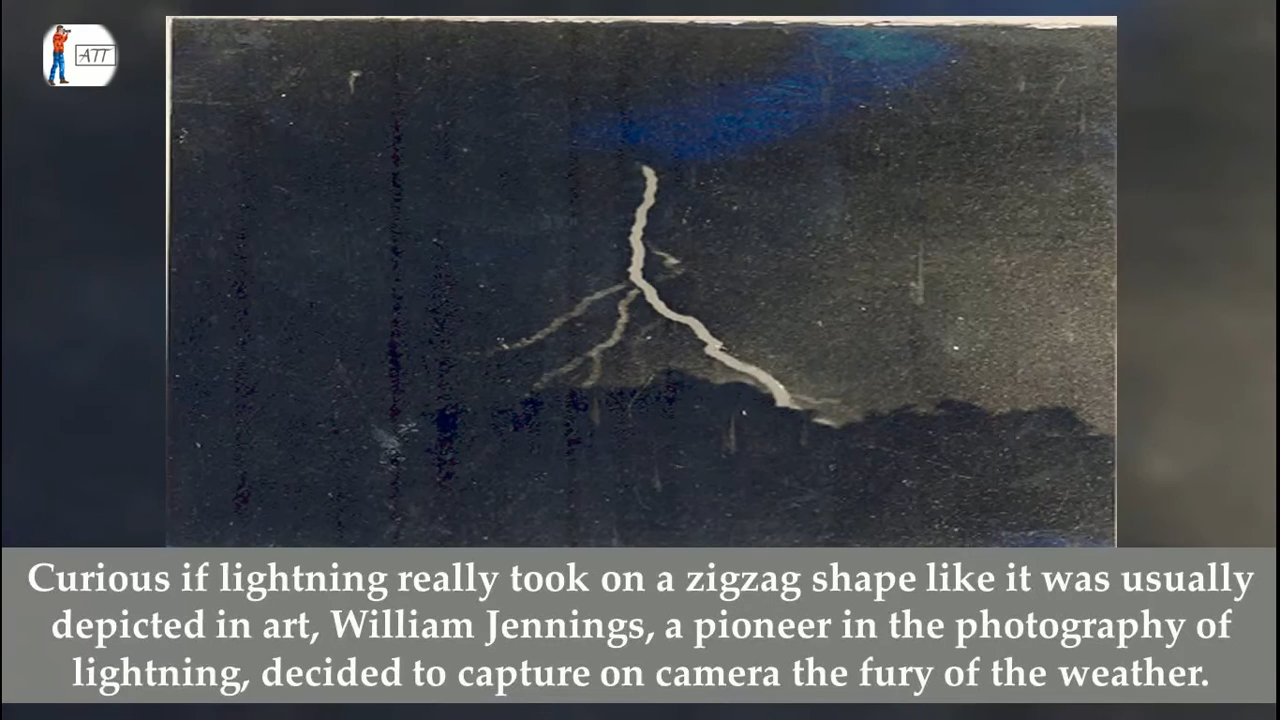 ATT
Curious if lightning really took on a zigzag shape like it was usually
depicted in art, William Jennings, a pioneer in the photography of
lightning, decided to capture on camera the fury of the weather.